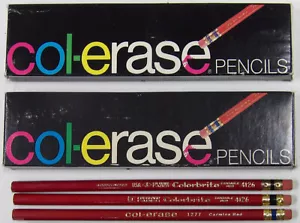 col-erase
PENCILS
col-erase
PENCILS
Colorbrite 4126
Colorbrite 4126
col-erase 1277 Carmine Red